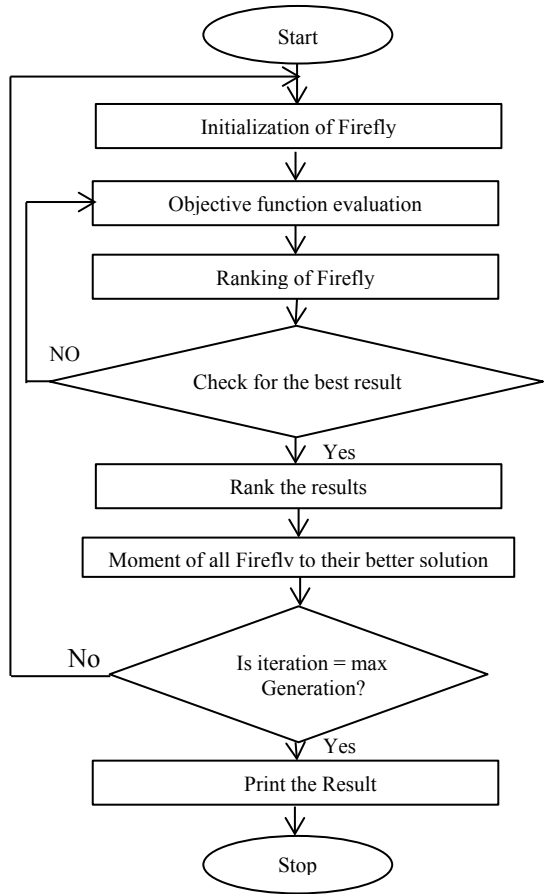 Start
Initialization of Firefly
Objective function evaluation
Ranking of Firefly
NO
Check for the best result
Yes
Rank the results
Moment of all Firefly to their better solution
No
Is iteration = max
Generation?
Yes
Print the Result
Stop